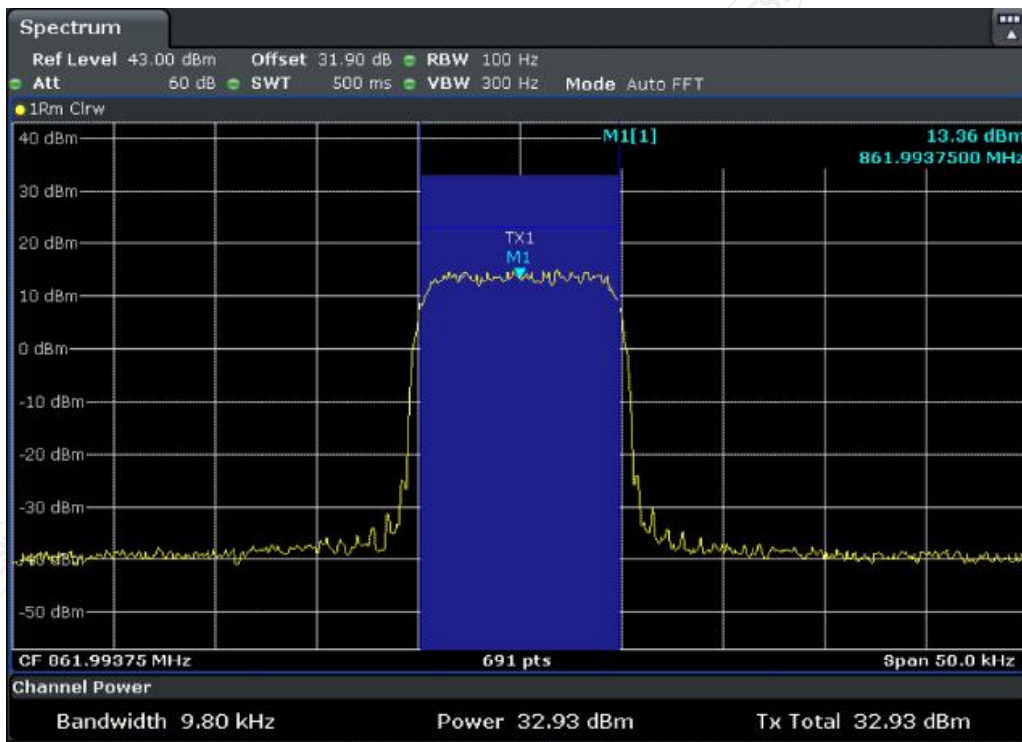 Spectrum
Ref Level 43.00 dBm Offset 31.90 dB RBW 100 Hz
Att 60 dB SWT 500 ms VBW 300 Hz Mode Auto FFT
1Rm Clrw
40 dBm M1[1] 13.36 dBm
861.9937500 MHz
30 dBm
20 dBm
TX1
M1
10 dBm
0 dBm
-10 dBm
-20 dBm
-30 dBm
-40 dBm
-50 dBm
CF 861.99375 MHz 691 pts Span 50.0 kHz
Channel Power
Bandwidth 9.80 kHz Power 32.93 dBm Tx Total 32.93 dBm